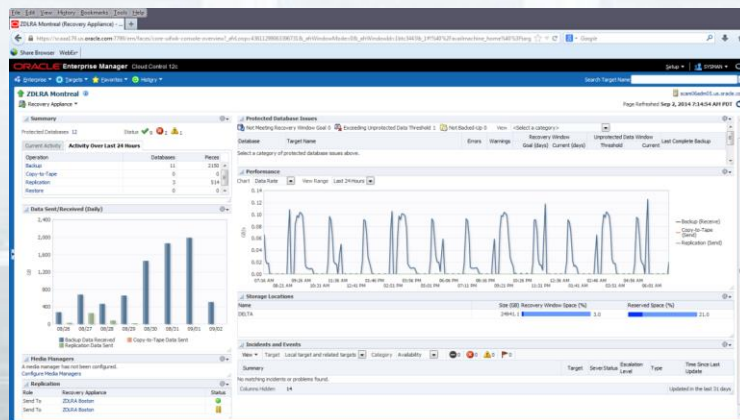 File Edit View History Bookmarks Tools Help
ZDLRA Montreal (Recovery Appliance) - ...
Google
Share Browser WebEx
ORACLE Enterprise Manager Cloud Control 12c
Setup SYSMAN
Enterprise Targets Favorites History
Search Target Name
ZDLRA Montreal
Recovery Appliance
Page Refreshed Sep 2, 2014 7:14:54 AM PDT
Summary
Protected Databases 12 Status
Current Activity Activity Over Last 24 Hours
Operation Databases Pieces
Backup 11 2150
Copy-to-Tape 0 0
Replication 3 514
Restore 0 0
Data Sent/Received (Daily)
2,400
2,000
1,600
1,200
800
400
0
GB
08/26 08/27 08/28 08/29 08/30 08/31 09/01 09/02
Backup Data Received Copy-to-Tape Data Sent
Replication Data Sent
Media Managers
A media manager has not been configured.
Configure Media Managers
Replication
Role Recovery Appliance Status
Send To ZDLRA Boston
Send To ZDLRA Boston
Protected Database Issues
Not Meeting Recovery Window Goal 0 Exceeding Unprotected Data Threshold 1 Not Backed Up 0 View <Select a category>
Database Target Name Errors Warnings Recovery Window Unprotected Data Window Last Complete Backup
Goal (days) Current (days) Threshold Current
Select a category of protected database issues above.
Performance
Chart Data Rate View Range Last 24 Hours
0.14
0.12
0.10
0.08
0.06
0.04
0.02
0.00
GB/s
Backup (Receive)
Copy-to-Tape (Send)
Replication (Send)
Storage Locations
Name Size (GB) Recovery Window Space (%) Reserved Space (%)
DELTA 3.0 21.0
Incidents and Events
View Target Local target and related targets Category Availability 0 0 0 0
Summary Target Severity Status Escalation Level Type Time Since Last Update
No matching incidents or problems found.
Columns Hidden 14 Updated in the last 31 days